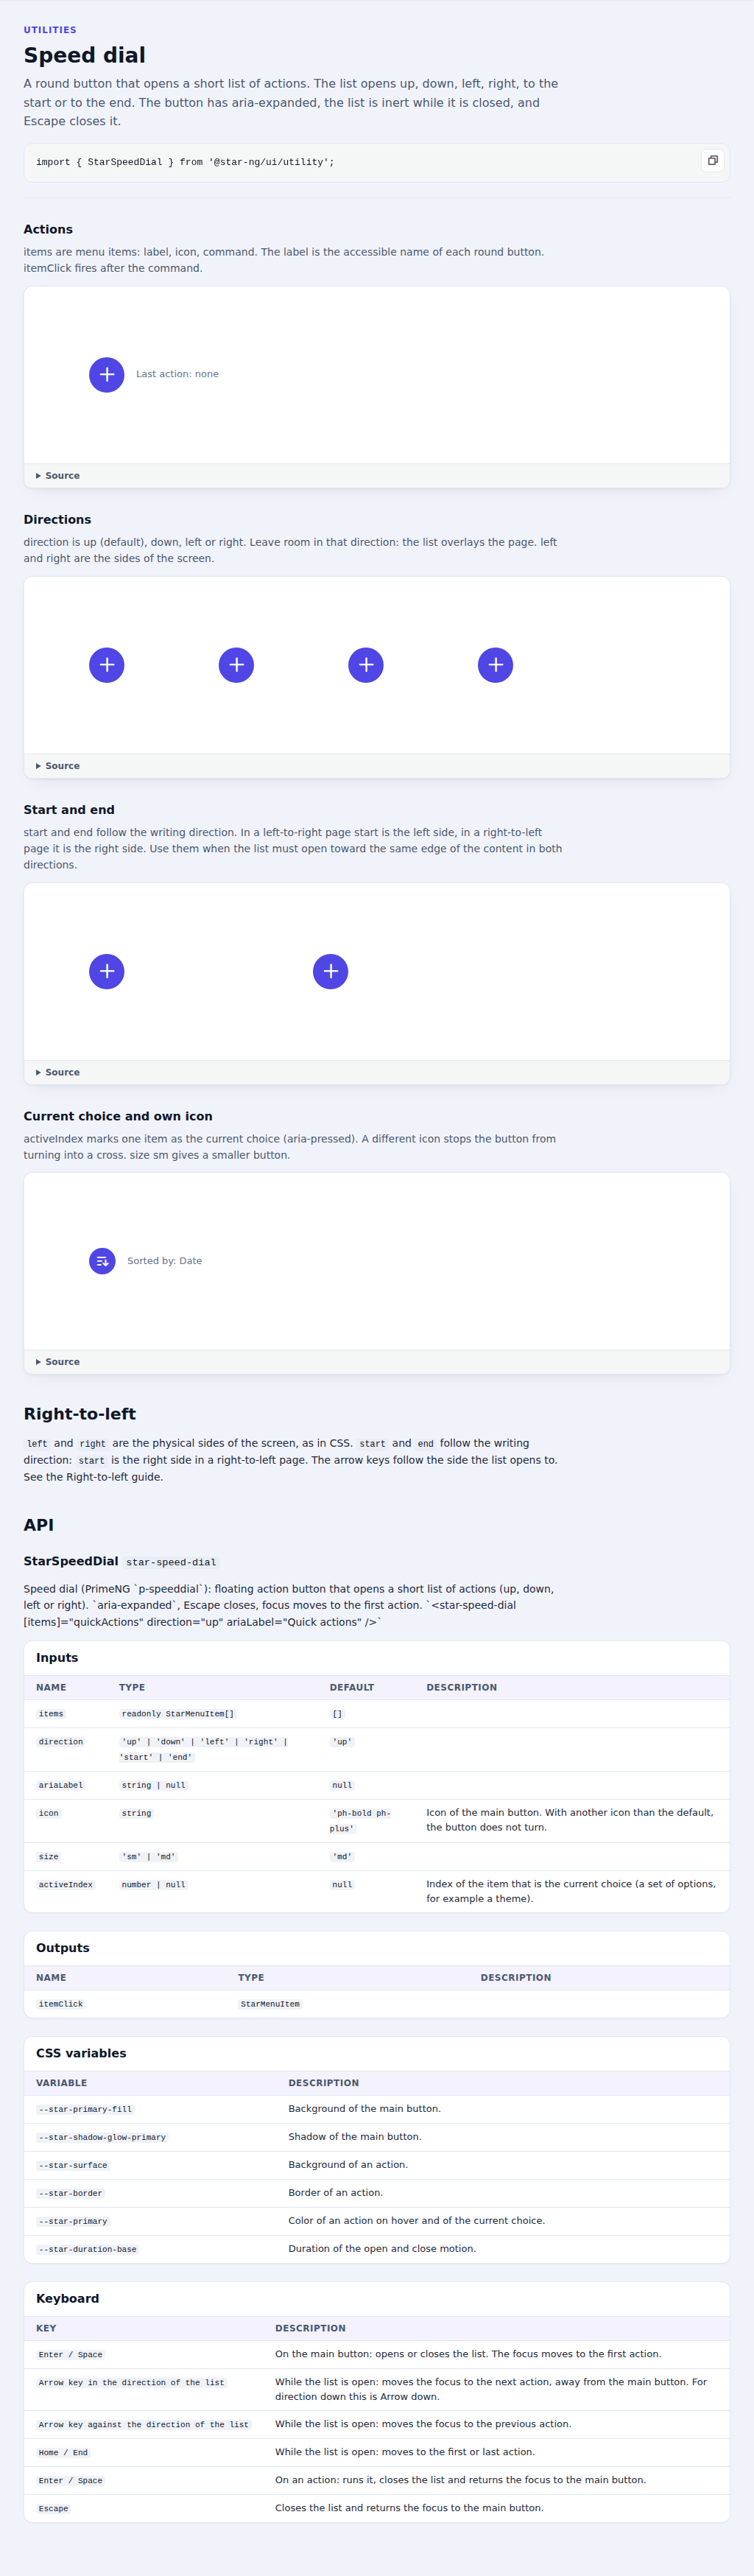 UTILITIES
Speed dial
A round button that opens a short list of actions. The list opens up, down, left, right, to the
start or to the end. The button has aria-expanded, the list is inert while it is closed, and
Escape closes it.
import { StarSpeedDial } from '@star-ng/ui/utility';
Actions
items are menu items: label, icon, command. The label is the accessible name of each round button.
itemClick fires after the command.
Last action: none
Source
Directions
direction is up (default), down, left or right. Leave room in that direction: the list overlays the page. left
and right are the sides of the screen.
Source
Start and end
start and end follow the writing direction. In a left-to-right page start is the left side, in a right-to-left
page it is the right side. Use them when the list must open toward the same edge of the content in both
directions.
Source
Current choice and own icon
activeIndex marks one item as the current choice (aria-pressed). A different icon stops the button from
turning into a cross. size sm gives a smaller button.
Sorted by: Date
Source
Right-to-left
left and right are the physical sides of the screen, as in CSS. start and end follow the writing
direction: start is the right side in a right-to-left page. The arrow keys follow the side the list opens to.
See the Right-to-left guide.
API
StarSpeedDial star-speed-dial
Speed dial (PrimeNG `p-speeddial`): floating action button that opens a short list of actions (up, down,
left or right). `aria-expanded`, Escape closes, focus moves to the first action. `<star-speed-dial
[items]="quickActions" direction="up" ariaLabel="Quick actions" />`
Inputs
NAME TYPE DEFAULT DESCRIPTION
items readonly StarMenuItem[] []
direction 'up' | 'down' | 'left' | 'right' | 'up'
'start' | 'end'
ariaLabel string | null null
icon string 'ph-bold ph- Icon of the main button. With another icon than the default,
plus' the button does not turn.
size 'sm' | 'md' 'md'
activeIndex number | null null Index of the item that is the current choice (a set of options,
for example a theme).
Outputs
NAME TYPE DESCRIPTION
itemClick StarMenuItem
CSS variables
VARIABLE DESCRIPTION
--star-primary-fill Background of the main button.
--star-shadow-glow-primary Shadow of the main button.
--star-surface Background of an action.
--star-border Border of an action.
--star-primary Color of an action on hover and of the current choice.
--star-duration-base Duration of the open and close motion.
Keyboard
KEY DESCRIPTION
Enter / Space On the main button: opens or closes the list. The focus moves to the first action.
Arrow key in the direction of the list While the list is open: moves the focus to the next action, away from the main button. For
direction down this is Arrow down.
Arrow key against the direction of the list While the list is open: moves the focus to the previous action.
Home / End While the list is open: moves to the first or last action.
Enter / Space On an action: runs it, closes the list and returns the focus to the main button.
Escape Closes the list and returns the focus to the main button.